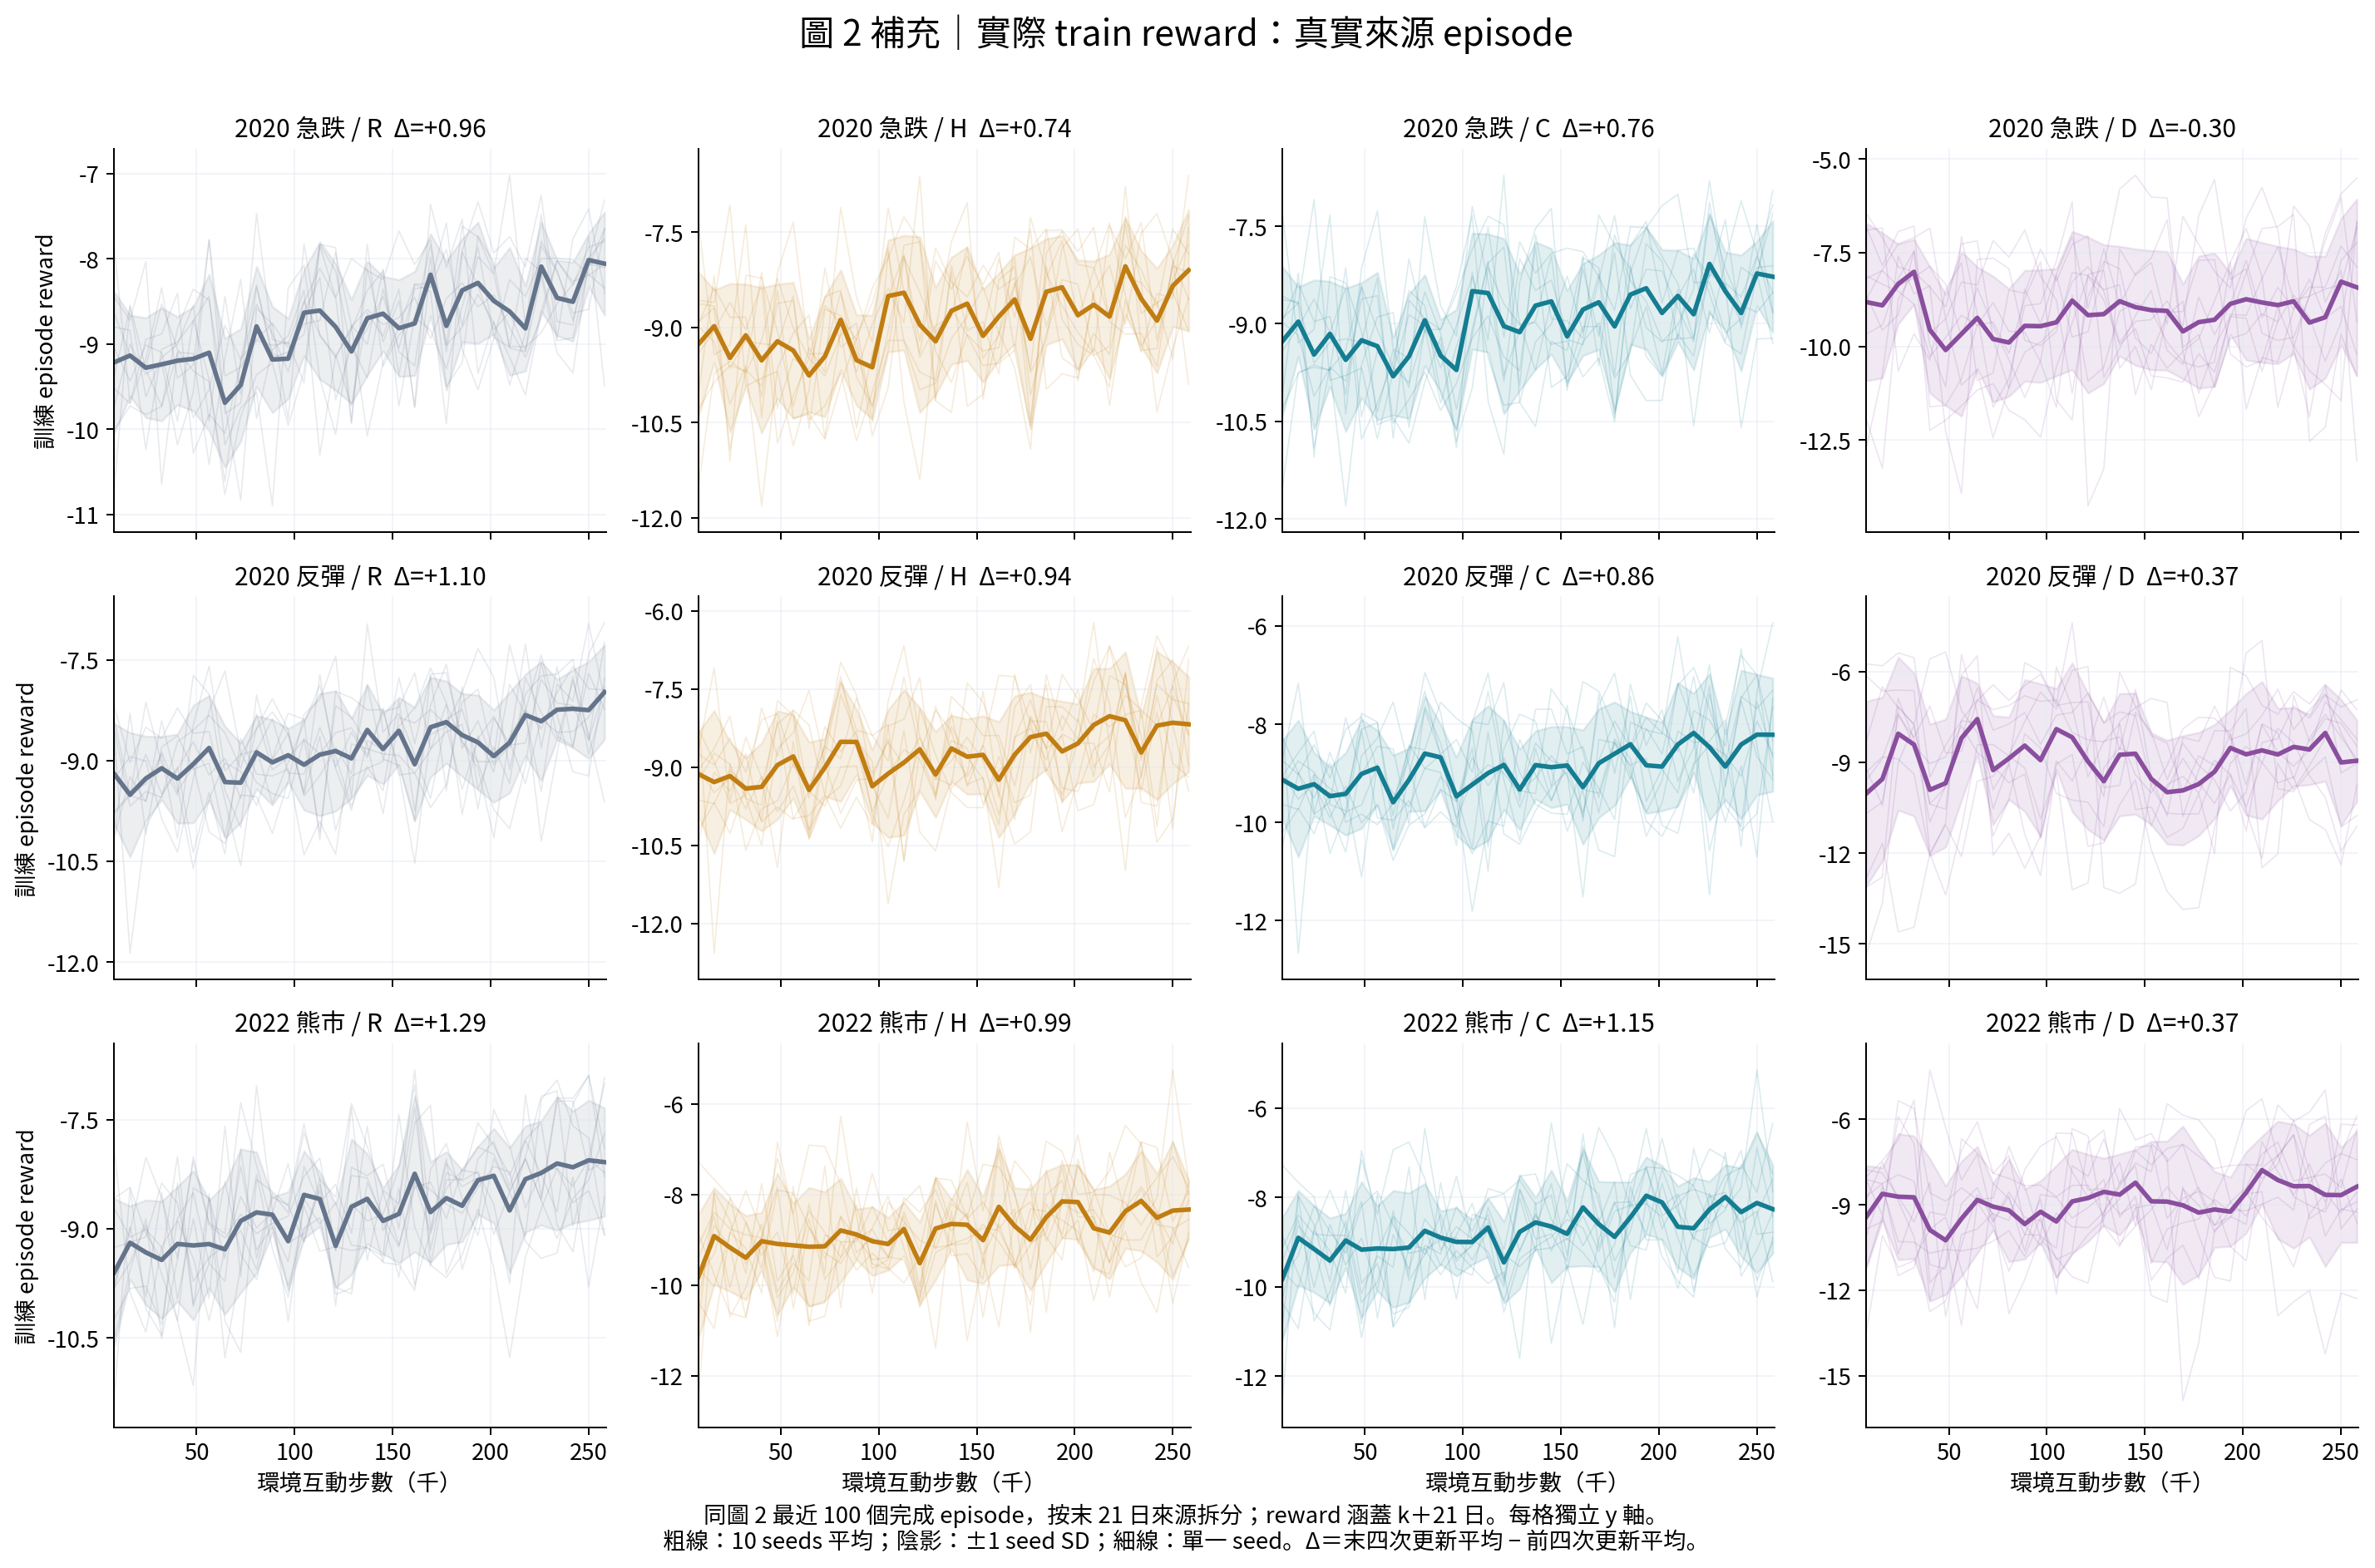 圖 2 補充｜實際 train reward：真實來源 episode
2020 急跌 / R Δ=+0.96
2020 急跌 / H Δ=+0.74
2020 急跌 / C Δ=+0.76
2020 急跌 / D Δ=-0.30
訓練 episode reward
-7
-8
-9
-10
-11
-7.5
-9.0
-10.5
-12.0
-7.5
-9.0
-10.5
-12.0
-5.0
-7.5
-10.0
-12.5
2020 反彈 / R Δ=+1.10
2020 反彈 / H Δ=+0.94
2020 反彈 / C Δ=+0.86
2020 反彈 / D Δ=+0.37
訓練 episode reward
-7.5
-9.0
-10.5
-12.0
-6.0
-7.5
-9.0
-10.5
-12.0
-6
-8
-10
-12
-6
-9
-12
-15
2022 熊市 / R Δ=+1.29
2022 熊市 / H Δ=+0.99
2022 熊市 / C Δ=+1.15
2022 熊市 / D Δ=+0.37
訓練 episode reward
-7.5
-9.0
-10.5
-6
-8
-10
-12
-6
-8
-10
-12
-6
-9
-12
-15
50 100 150 200 250
50 100 150 200 250
50 100 150 200 250
50 100 150 200 250
環境互動步數（千）
環境互動步數（千）
環境互動步數（千）
環境互動步數（千）
同圖 2 最近 100 個完成 episode，按末 21 日來源拆分；reward 涵蓋 k＋21 日。每格獨立 y 軸。
粗線：10 seeds 平均；陰影：±1 seed SD；細線：單一 seed。Δ＝末四次更新平均 − 前四次更新平均。